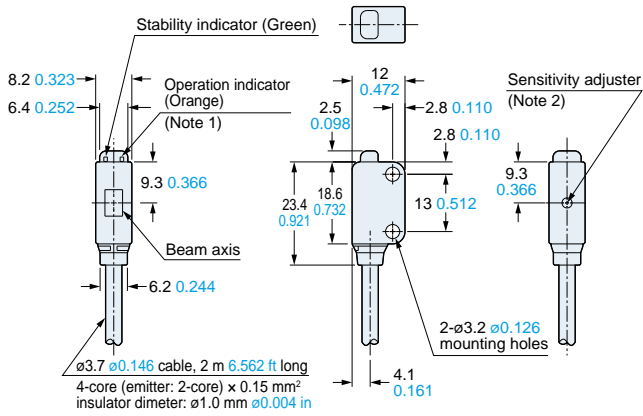 Stability indicator (Green)
8.2 0.323
6.4 0.252
Operation indicator
(Orange)
(Note 1)
9.3 0.366
Beam axis
6.2 0.244
ø3.7 ø0.146 cable, 2 m 6.562 ft long
4-core (emitter: 2-core) × 0.15 mm²
insulator dimeter: ø1.0 mm ø0.004 in
12
0.472
2.5
0.098
2.8 0.110
2.8 0.110
23.4
0.921
18.6
0.732
13 0.512
2-ø3.2 ø0.126
mounting holes
4.1
0.161
Sensitivity adjuster
(Note 2)
9.3
0.366